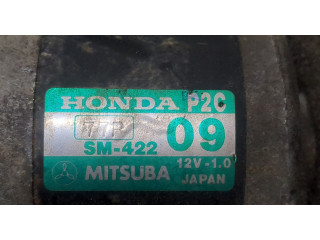 HONDA P2C
09
SM-422
12V-1.0
MITSUBA JAPAN